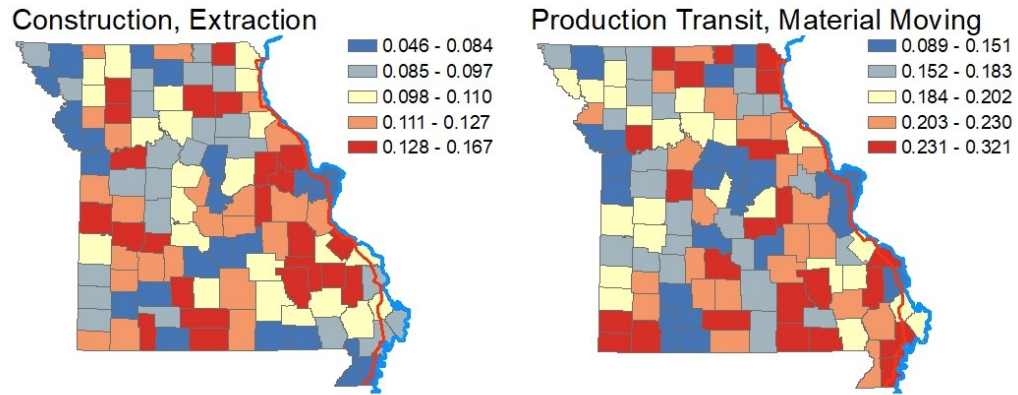 Construction, Extraction
0.046 - 0.084
0.085 - 0.097
0.098 - 0.110
0.111 - 0.127
0.128 - 0.167
Production Transit, Material Moving
0.089 - 0.151
0.152 - 0.183
0.184 - 0.202
0.203 - 0.230
0.231 - 0.321